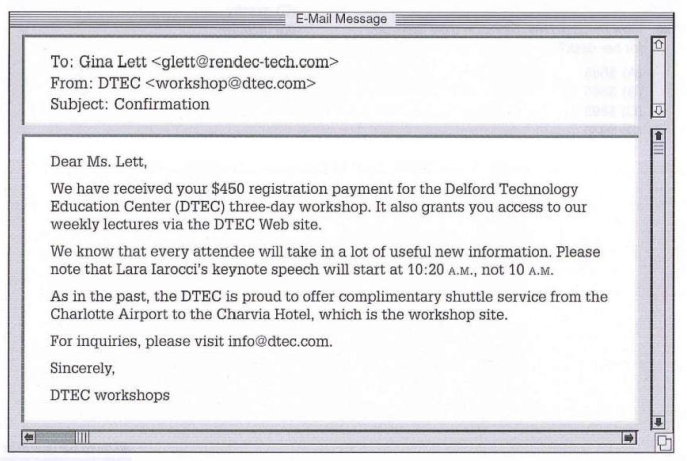 E-Mail Message
To: Gina Lett <glett@rendec-tech.com>
From: DTEC <workshop@dtec.com>
Subject: Confirmation
Dear Ms. Lett,
We have received your $450 registration payment for the Delford Technology
Education Center (DTEC) three-day workshop. It also grants you access to our
weekly lectures via the DTEC Web site.
We know that every attendee will take in a lot of useful new information. Please
note that Lara Iarocci's keynote speech will start at 10:20 A.M., not 10 A.M.
As in the past, the DTEC is proud to offer complimentary shuttle service from the
Charlotte Airport to the Charvia Hotel, which is the workshop site.
For inquiries, please visit info@dtec.com.
Sincerely,
DTEC workshops